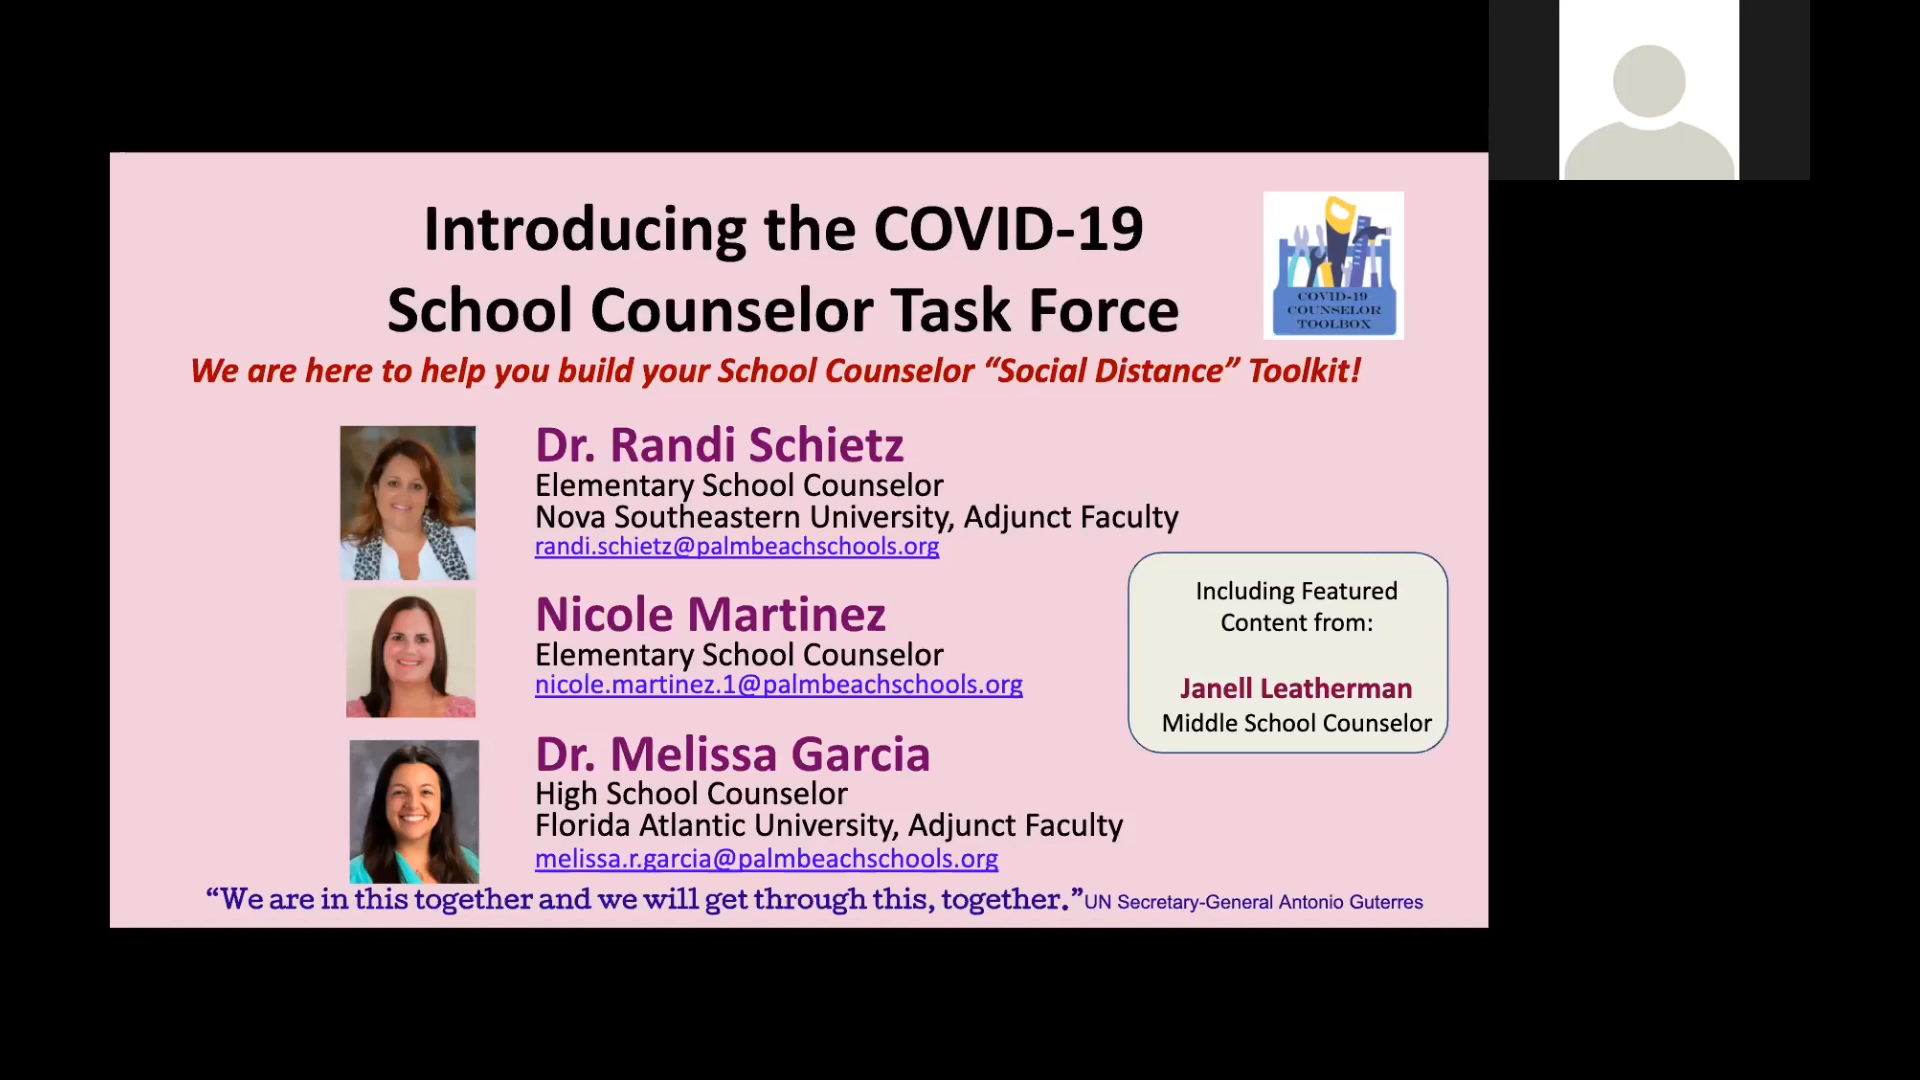 Introducing the COVID-19
School Counselor Task Force
COVID-19
COUNSELOR
TOOLBOX
We are here to help you build your School Counselor “Social Distance” Toolkit!
Dr. Randi Schietz
Elementary School Counselor
Nova Southeastern University, Adjunct Faculty
randi.schietz@palmbeachschools.org
Nicole Martinez
Elementary School Counselor
nicole.martinez.1@palmbeachschools.org
Including Featured
Content from:
Janell Leatherman
Middle School Counselor
Dr. Melissa Garcia
High School Counselor
Florida Atlantic University, Adjunct Faculty
melissa.r.garcia@palmbeachschools.org
“We are in this together and we will get through this, together.”UN Secretary-General Antonio Guterres